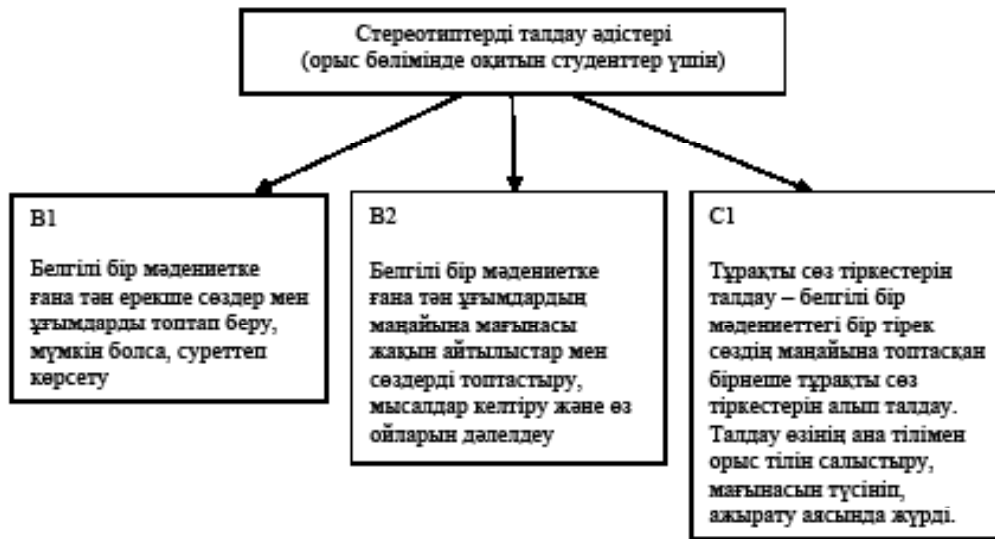 Стереотиптерді талдау әдістері
(орыс бөлімінде оқитын студенттер үшін)
В1
Белгілі бір мәдениетке
ғана тән ерекше сөздер мен
ұғымдарды топтап беру,
мүмкін болса, суреттеп
көрсету
В2
Белгілі бір мәдениетке
ғана тән ұғымдардың
маңайына мағынасы
жақын айтылыстар мен
сөздерді топтастыру,
мысалдар келтіру және өз
ойларын дәлелдеу
С1
Тұрақты сөз тіркестерін
талдау – белгілі бір
мәдениеттегі бір тірек
сөздің маңайына топтасқан
бірнеше тұрақты сөз
тіркестерін алып талдау.
Талдау өзінің ана тілімен
орыс тілін салыстыру,
мағынасын түсініп,
ажырату аясында жүрді.